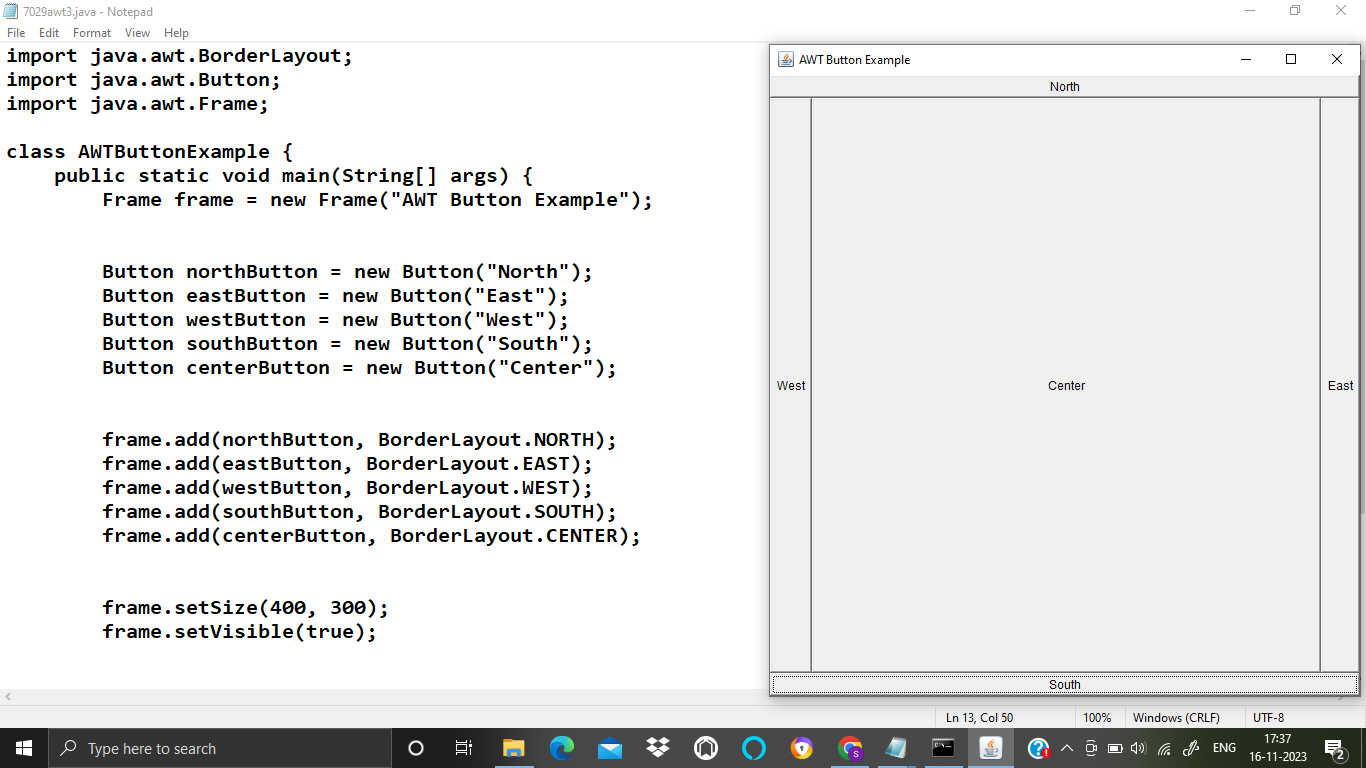 7029awt3.java - Notepad
File Edit Format View Help
import java.awt.BorderLayout;
import java.awt.Button;
import java.awt.Frame;
class AWTButtonExample {
public static void main(String[] args) {
Frame frame = new Frame("AWT Button Example");
Button northButton = new Button("North");
Button eastButton = new Button("East");
Button westButton = new Button("West");
Button southButton = new Button("South");
Button centerButton = new Button("Center");
frame.add(northButton, BorderLayout.NORTH);
frame.add(eastButton, BorderLayout.EAST);
frame.add(westButton, BorderLayout.WEST);
frame.add(southButton, BorderLayout.SOUTH);
frame.add(centerButton, BorderLayout.CENTER);
frame.setSize(400, 300);
frame.setVisible(true);
AWT Button Example
North
West Center East
South
Ln 13, Col 50 100% Windows (CRLF) UTF-8
Type here to search
ENG
17:37
16-11-2023
2